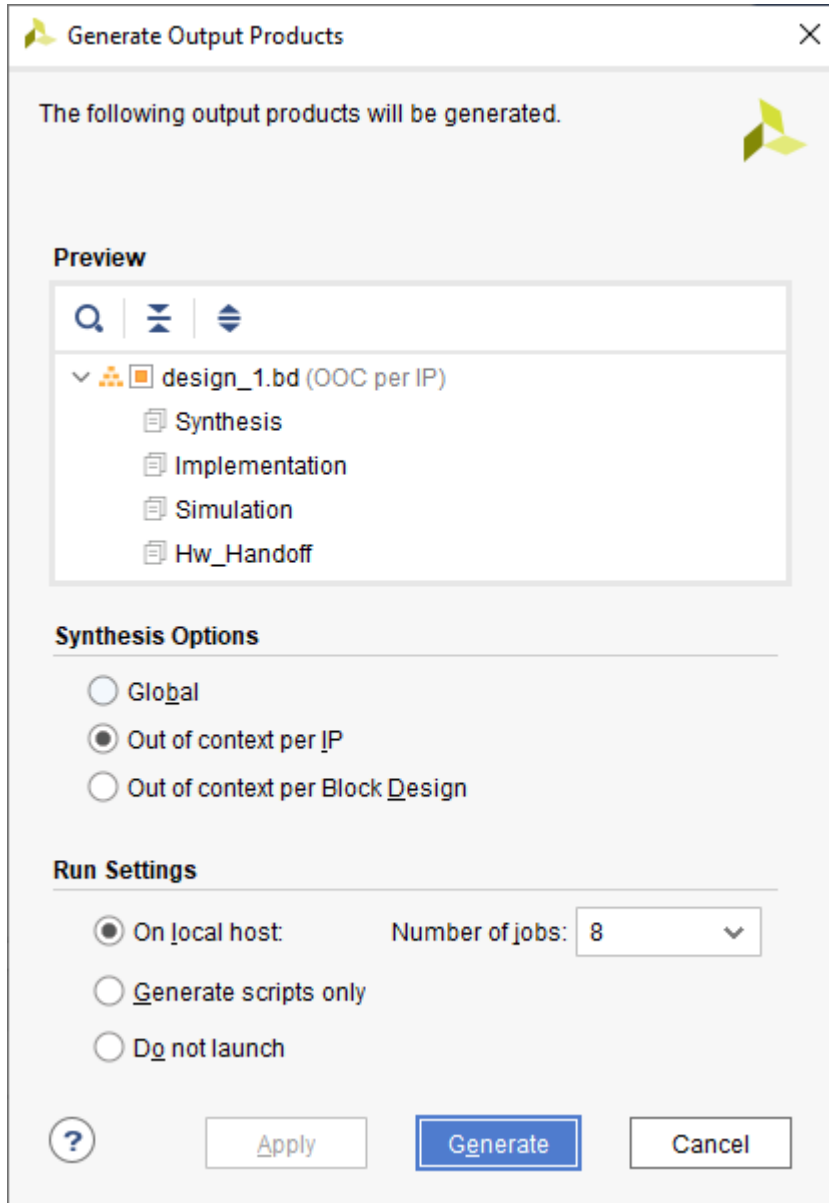 Generate Output Products
The following output products will be generated.
Preview
design_1.bd (OOC per IP)
Synthesis
Implementation
Simulation
Hw_Handoff
Synthesis Options
Global
Out of context per IP
Out of context per Block Design
Run Settings
On local host: Number of jobs: 8
Generate scripts only
Do not launch
? Apply Generate Cancel